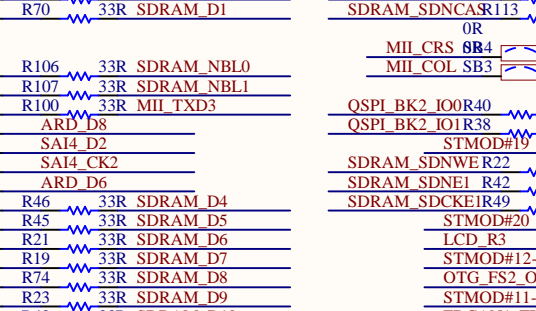 R70 33R SDRAM_D1
R106 33R SDRAM_NBL0
R107 33R SDRAM_NBL1
R100 33R MII_TXD3
ARD_D8
SAI4_D2
SAI4_CK2
ARD_D6
R46 33R SDRAM_D4
R45 33R SDRAM_D5
R21 33R SDRAM_D6
R19 33R SDRAM_D7
R74 33R SDRAM_D8
R23 33R SDRAM_D9
SDRAM_SDNCAS R113
0R
MII_CRS 0R
MII_COL SB3
QSPI_BK2_IO0 R40
QSPI_BK2_IO1 R38
STMOD#19
SDRAM_SDNWE R22
SDRAM_SDNE1 R42
SDRAM_SDCKE1 R49
STMOD#20
LCD_R3
STMOD#12-
OTG_FS2_O
STMOD#11-